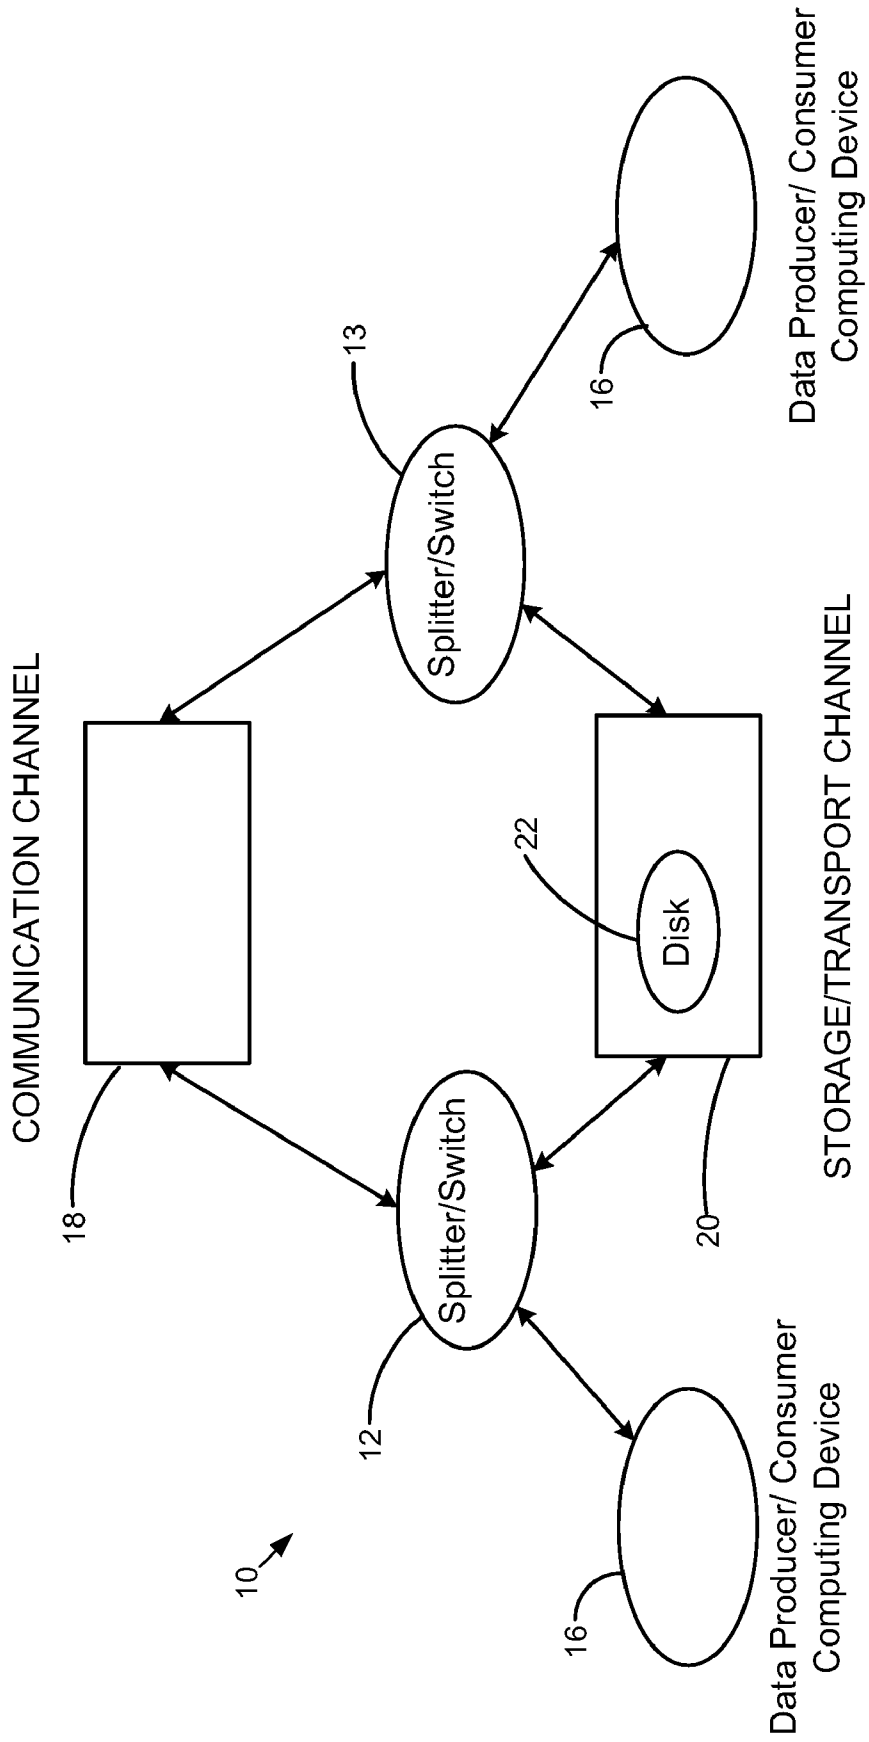 COMMUNICATION CHANNEL
18
10
12
Splitter/Switch
13
Splitter/Switch
22
Disk
16
16
20
Data Producer/ Consumer
Computing Device
STORAGE/TRANSPORT CHANNEL
Data Producer/ Consumer
Computing Device